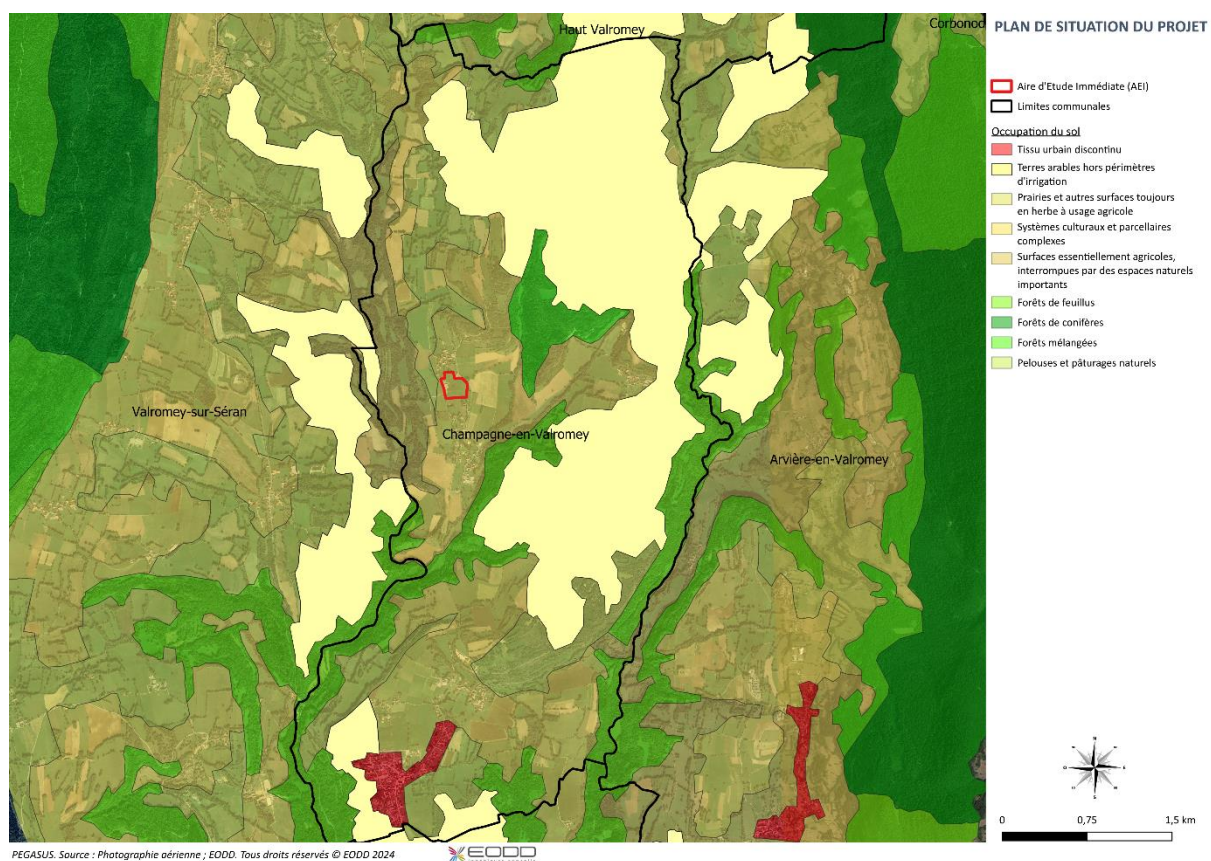 Haut Valromey
Corbonod
Valromey-sur-Séran
Champagne-en-Valromey
Arvière-en-Valromey
PLAN DE SITUATION DU PROJET
Aire d'Etude Immédiate (AEI)
Limites communales
Occupation du sol
Tissu urbain discontinu
Terres arables hors périmètres
d'irrigation
Prairies et autres surfaces toujours
en herbe à usage agricole
Systèmes culturaux et parcellaires
complexes
Surfaces essentiellement agricoles,
interrompues par des espaces naturels
importants
Forêts de feuillus
Forêts de conifères
Forêts mélangées
Pelouses et pâturages naturels
0 0,75 1,5 km
PEGASUS. Source : Photographie aérienne ; EODD. Tous droits réservés © EODD 2024
EODD